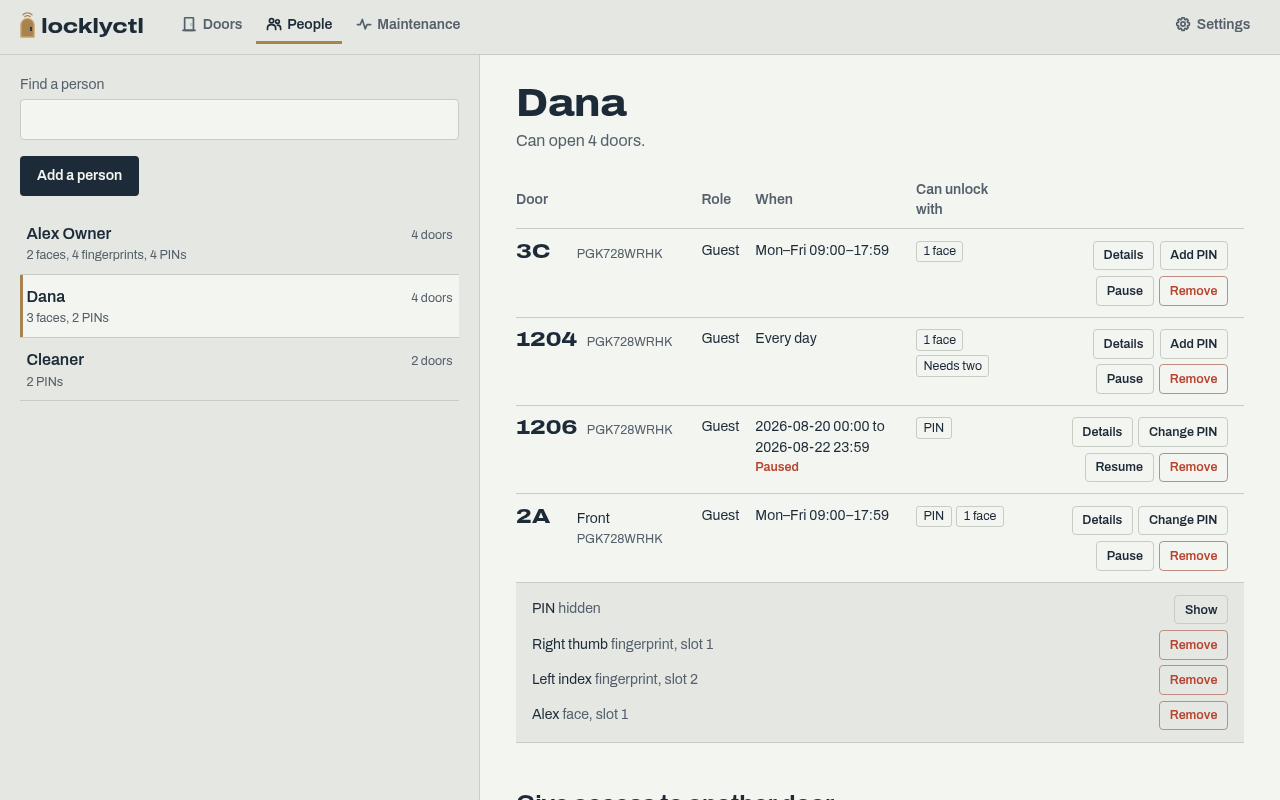 locklyctl
Doors
People
Maintenance
Settings
Find a person
Add a person
Alex Owner
4 doors
2 faces, 4 fingerprints, 4 PINs
Dana
4 doors
3 faces, 2 PINs
Cleaner
2 doors
2 PINs
Dana
Can open 4 doors.
Door
Role
When
Can unlock
with
3C
PGK728WRHK
Guest
Mon–Fri 09:00–17:59
1 face
Details
Add PIN
Pause
Remove
1204
PGK728WRHK
Guest
Every day
1 face
Needs two
Details
Add PIN
Pause
Remove
1206
PGK728WRHK
Guest
2026-08-20 00:00 to
2026-08-22 23:59
Paused
PIN
Details
Change PIN
Resume
Remove
2A
Front
PGK728WRHK
Guest
Mon–Fri 09:00–17:59
PIN
1 face
Details
Change PIN
Pause
Remove
PIN hidden
Show
Right thumb fingerprint, slot 1
Remove
Left index fingerprint, slot 2
Remove
Alex face, slot 1
Remove
Give access to another door